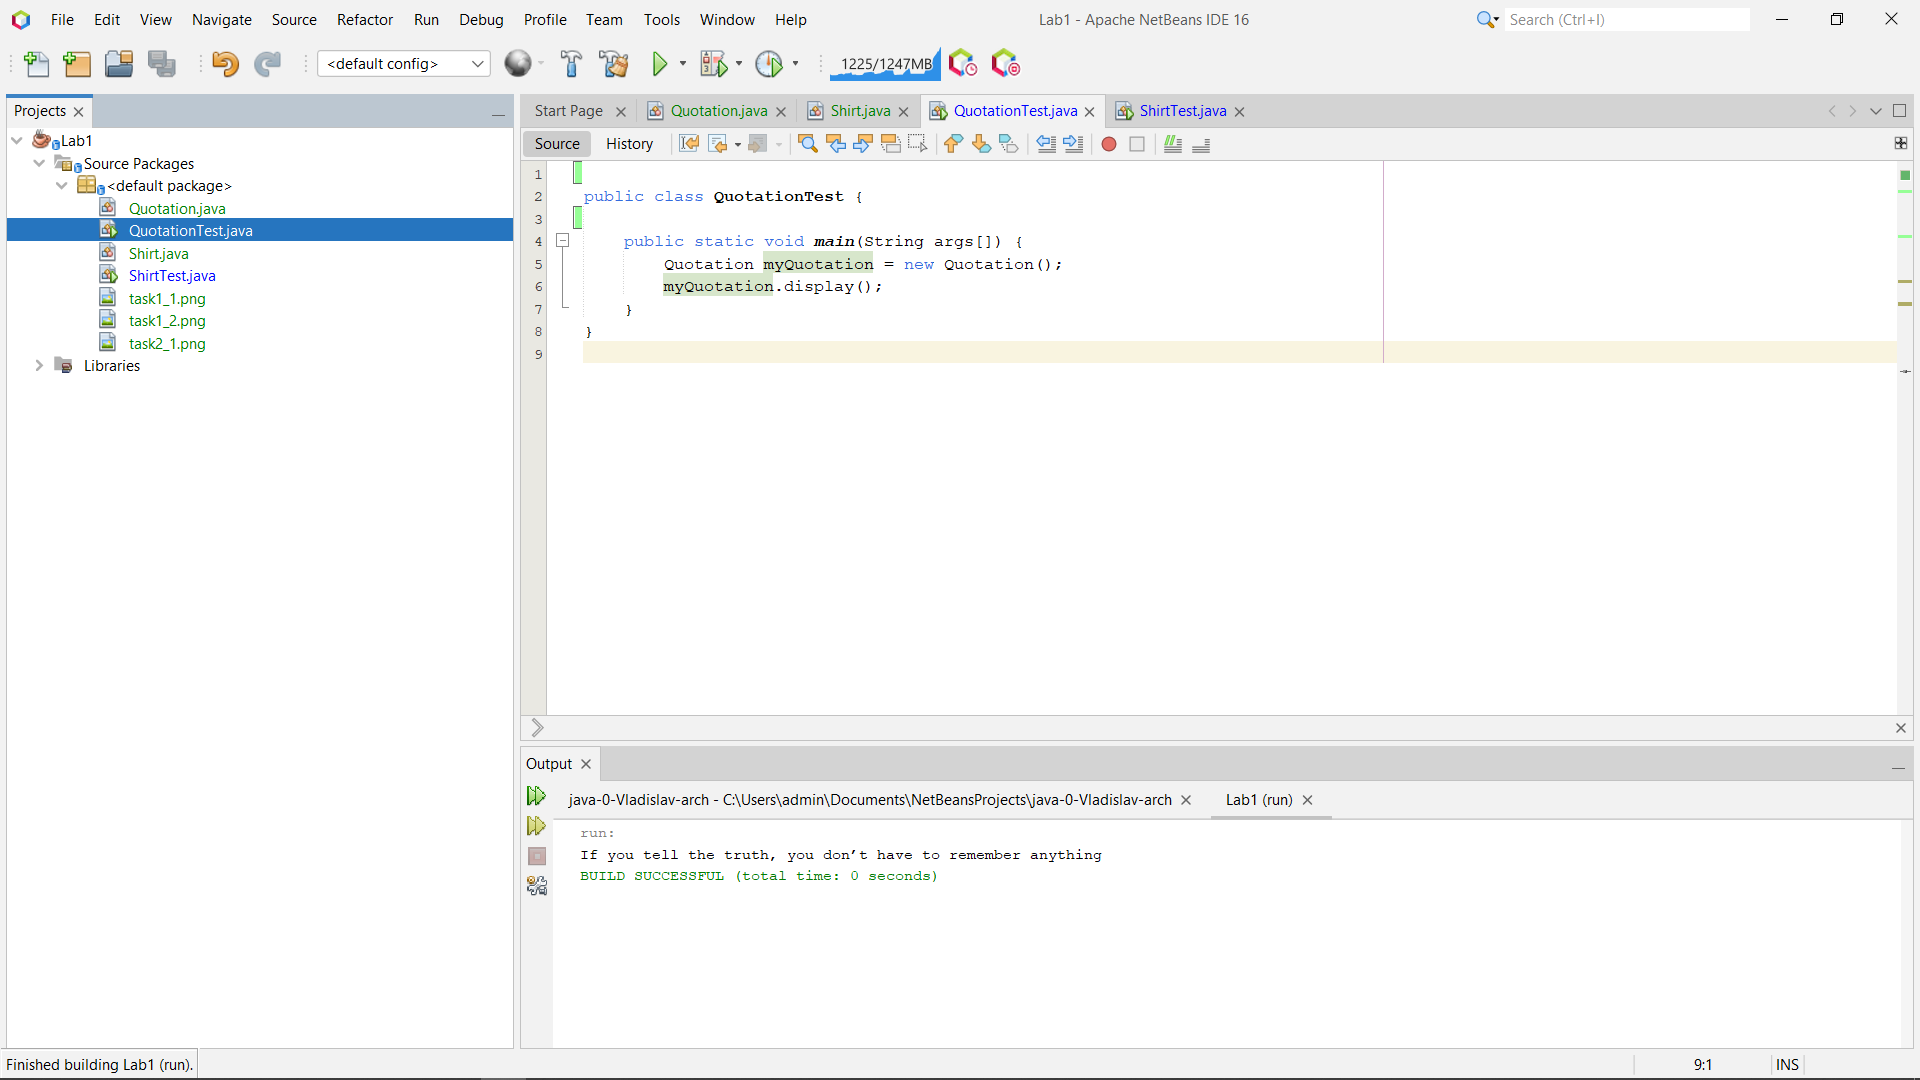 File Edit View Navigate Source Refactor Run Debug Profile Team Tools Window Help
Lab1 - Apache NetBeans IDE 16
Search (Ctrl+I)
<default config>
1225/1247MB
Projects
Lab1
Source Packages
<default package>
Quotation.java
QuotationTest.java
Shirt.java
ShirtTest.java
task1_1.png
task1_2.png
task2_1.png
Libraries
Start Page Quotation.java Shirt.java QuotationTest.java ShirtTest.java
Source History
1
2 public class QuotationTest {
3
4 public static void main(String args[]) {
5 Quotation myQuotation = new Quotation();
6 myQuotation.display();
7 }
8 }
9
Output
java-0-Vladislav-arch - C:\Users\admin\Documents\NetBeansProjects\java-0-Vladislav-arch Lab1 (run)
run:
If you tell the truth, you don’t have to remember anything
BUILD SUCCESSFUL (total time: 0 seconds)
Finished building Lab1 (run).
9:1 INS